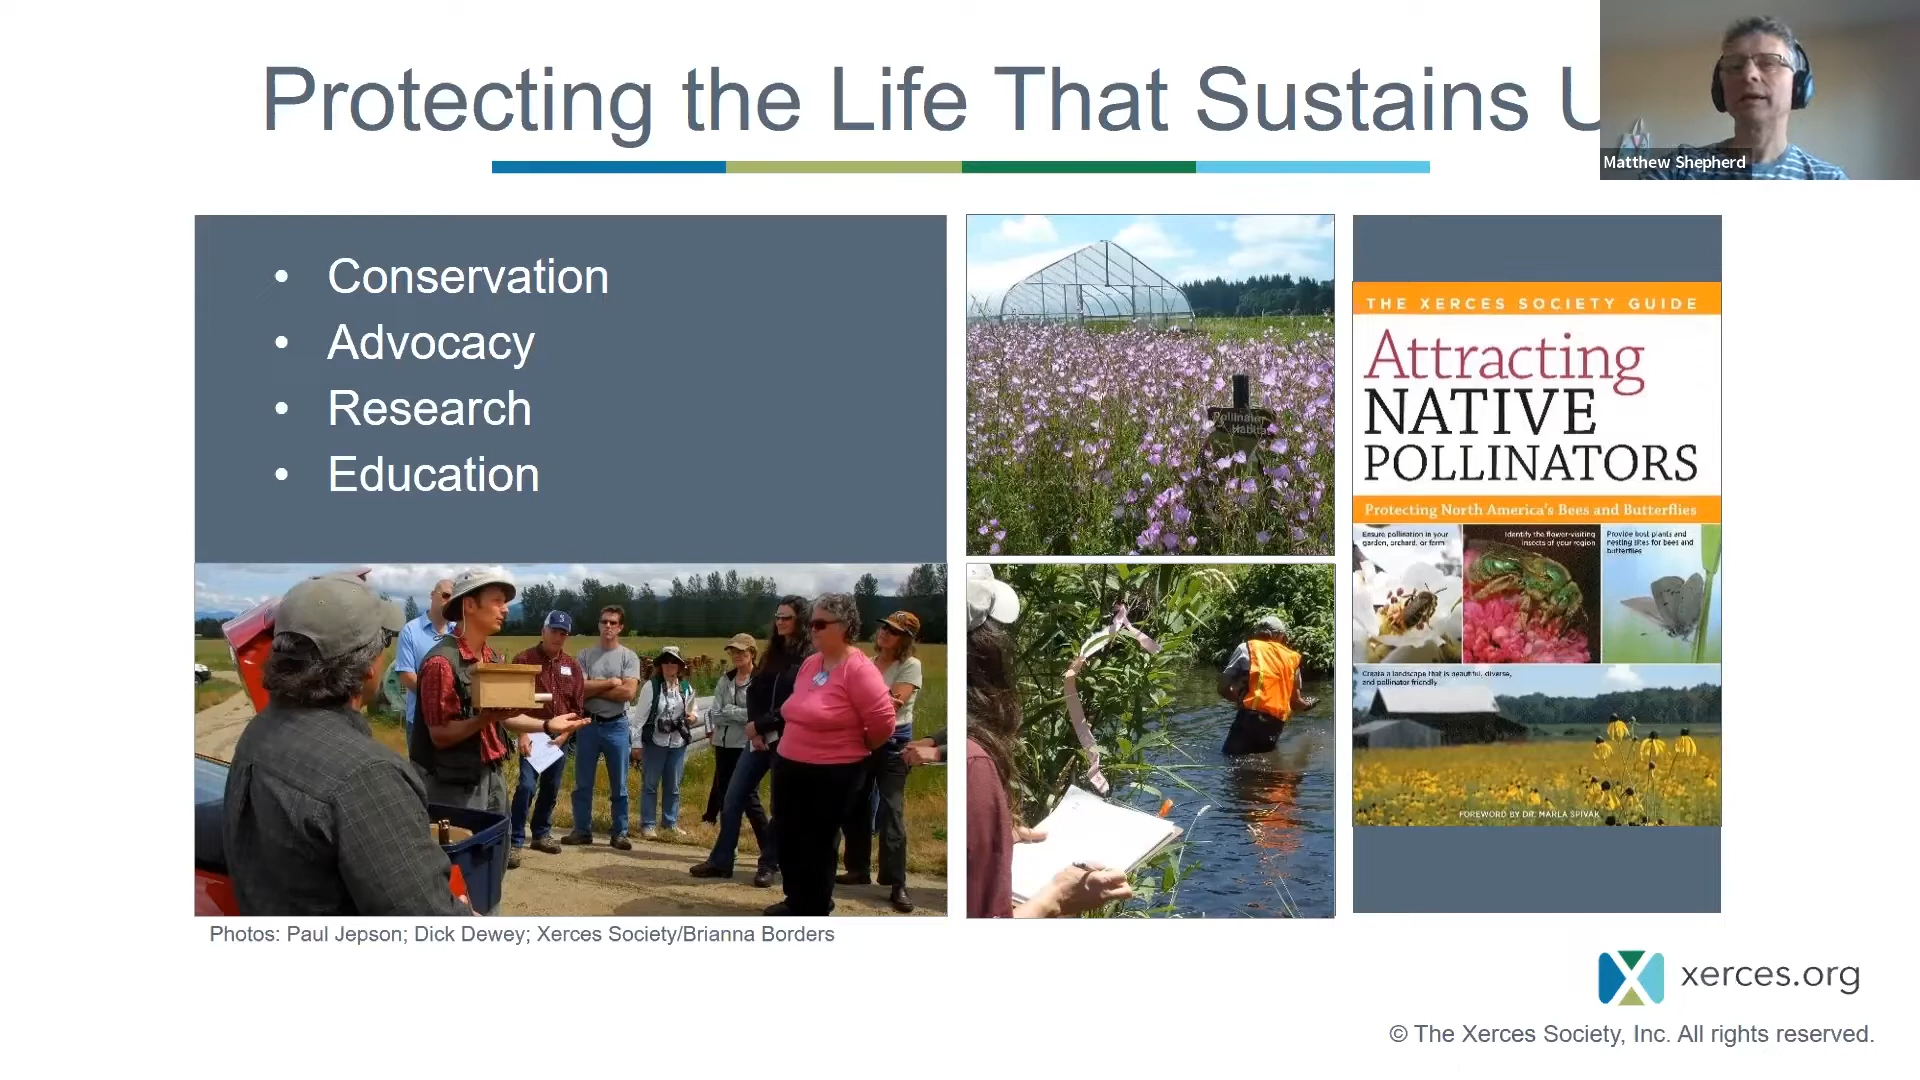 Protecting the Life That Sustains U
Matthew Shepherd
• Conservation
• Advocacy
• Research
• Education
Pollinator
Habitat
THE XERCES SOCIETY GUIDE
Attracting
NATIVE
POLLINATORS
Protecting North America's Bees and Butterflies
Ensure pollination in your
garden, orchard, or farm
Identify the flower-visiting
insects of your region
Provide host plants and
nesting sites for bees and
butterflies
Create a landscape that is beautiful, diverse,
and pollinator friendly
FOREWORD BY DR. MARLA SPIVAK
Photos: Paul Jepson; Dick Dewey; Xerces Society/Brianna Borders
xerces.org
© The Xerces Society, Inc. All rights reserved.